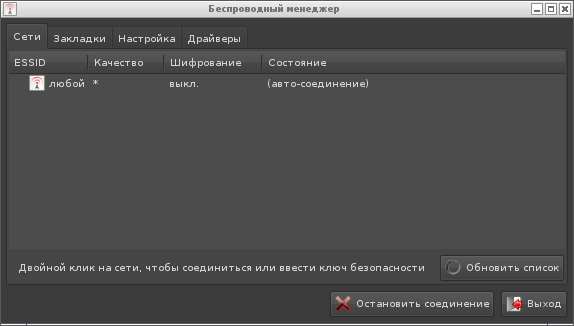 Беспроводный менеджер
Сети Закладки Настройка Драйверы
ESSID Качество Шифрование Состояние
любой * выкл. (авто-соединение)
Двойной клик на сети, чтобы соединиться или ввести ключ безопасности Обновить список
Остановить соединение Выход